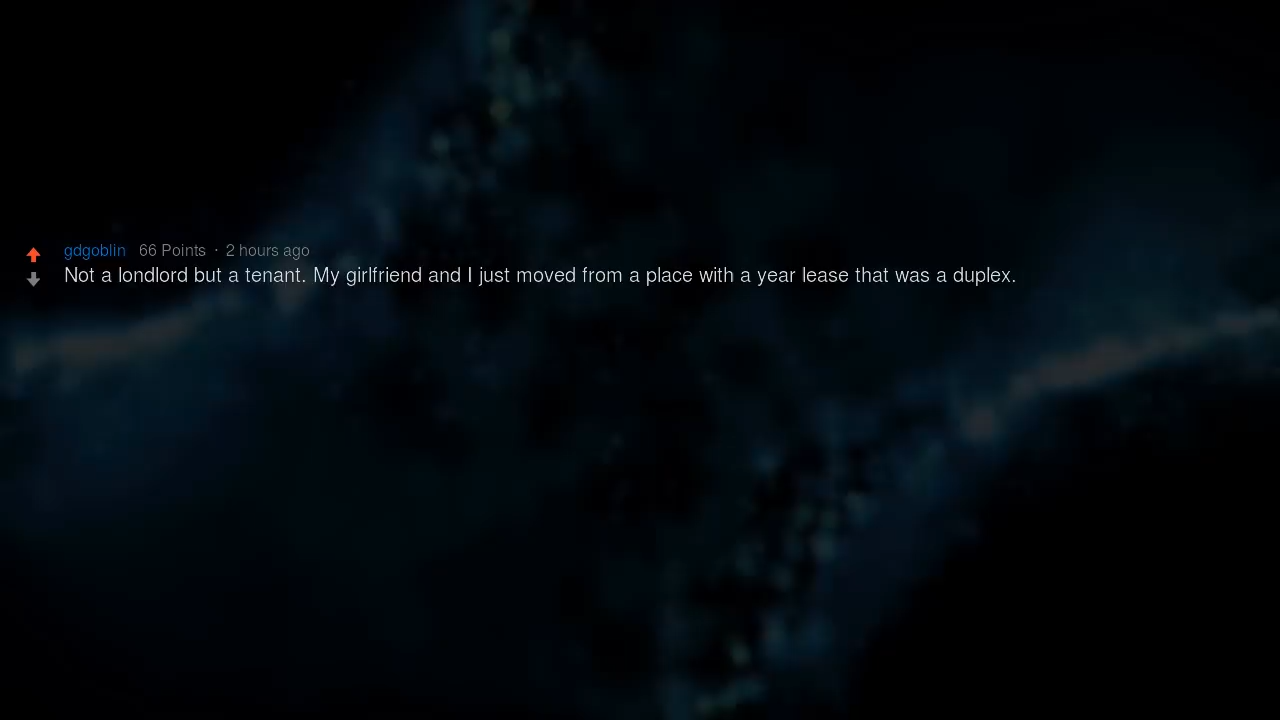 gdgoblin 66 Points · 2 hours ago
Not a londlord but a tenant. My girlfriend and I just moved from a place with a year lease that was a duplex.